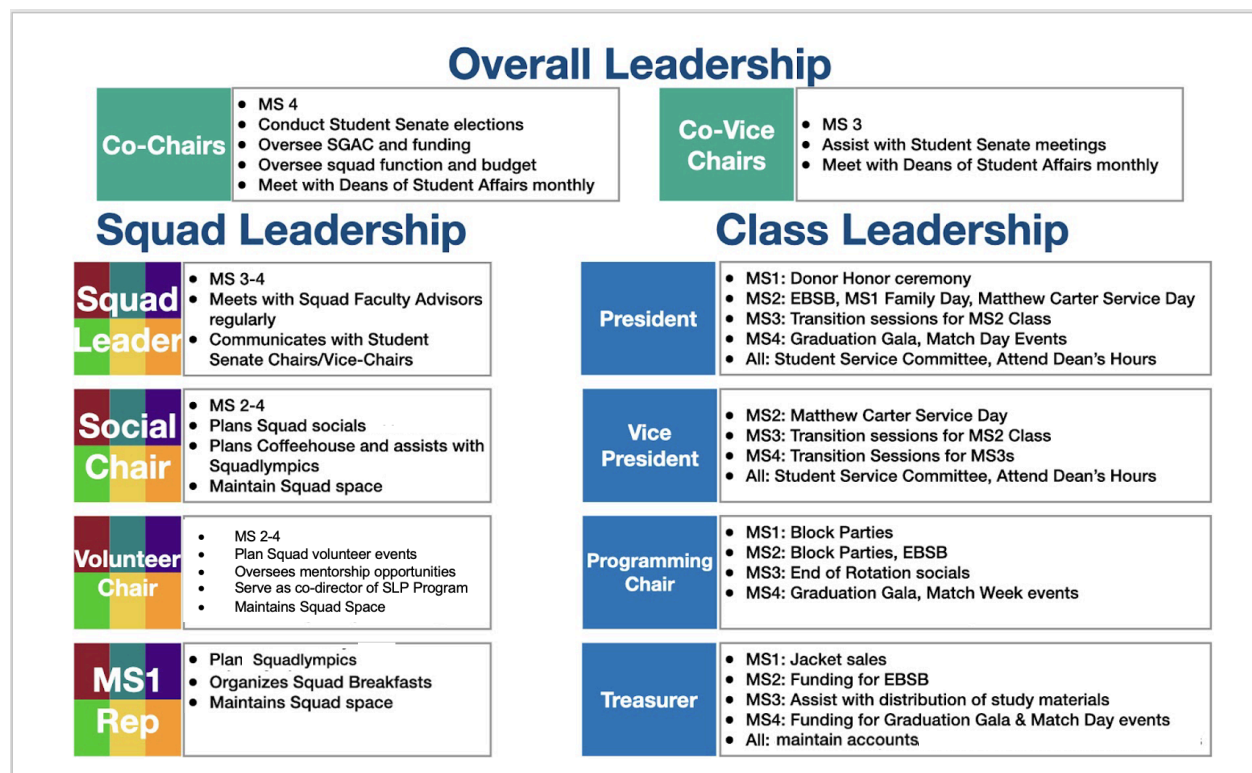 Overall Leadership
Co-Chairs
• MS 4
• Conduct Student Senate elections
• Oversee SGAC and funding
• Oversee squad function and budget
• Meet with Deans of Student Affairs monthly
Co-Vice
Chairs
• MS 3
• Assist with Student Senate meetings
• Meet with Deans of Student Affairs monthly
Squad Leadership
Squad
Leader
• MS 3-4
• Meets with Squad Faculty Advisors
regularly
• Communicates with Student
Senate Chairs/Vice-Chairs
Social
Chair
• MS 2-4
• Plans Squad socials
• Plans Coffeehouse and assists with
Squadlympics
• Maintain Squad space
Volunteer
Chair
• MS 2-4
• Plan Squad volunteer events
• Oversees mentorship opportunities
• Serve as co-director of SLP Program
• Maintains Squad Space
MS1
Rep
• Plan Squadlympics
• Organizes Squad Breakfasts
• Maintains Squad space
Class Leadership
President
• MS1: Donor Honor ceremony
• MS2: EBSB, MS1 Family Day, Matthew Carter Service Day
• MS3: Transition sessions for MS2 Class
• MS4: Graduation Gala, Match Day Events
• All: Student Service Committee, Attend Dean's Hours
Vice
President
• MS2: Matthew Carter Service Day
• MS3: Transition sessions for MS2 Class
• MS4: Transition Sessions for MS3s
• All: Student Service Committee, Attend Dean's Hours
Programming
Chair
• MS1: Block Parties
• MS2: Block Parties, EBSB
• MS3: End of Rotation socials
• MS4: Graduation Gala, Match Week events
Treasurer
• MS1: Jacket sales
• MS2: Funding for EBSB
• MS3: Assist with distribution of study materials
• MS4: Funding for Graduation Gala & Match Day events
• All: maintain accounts